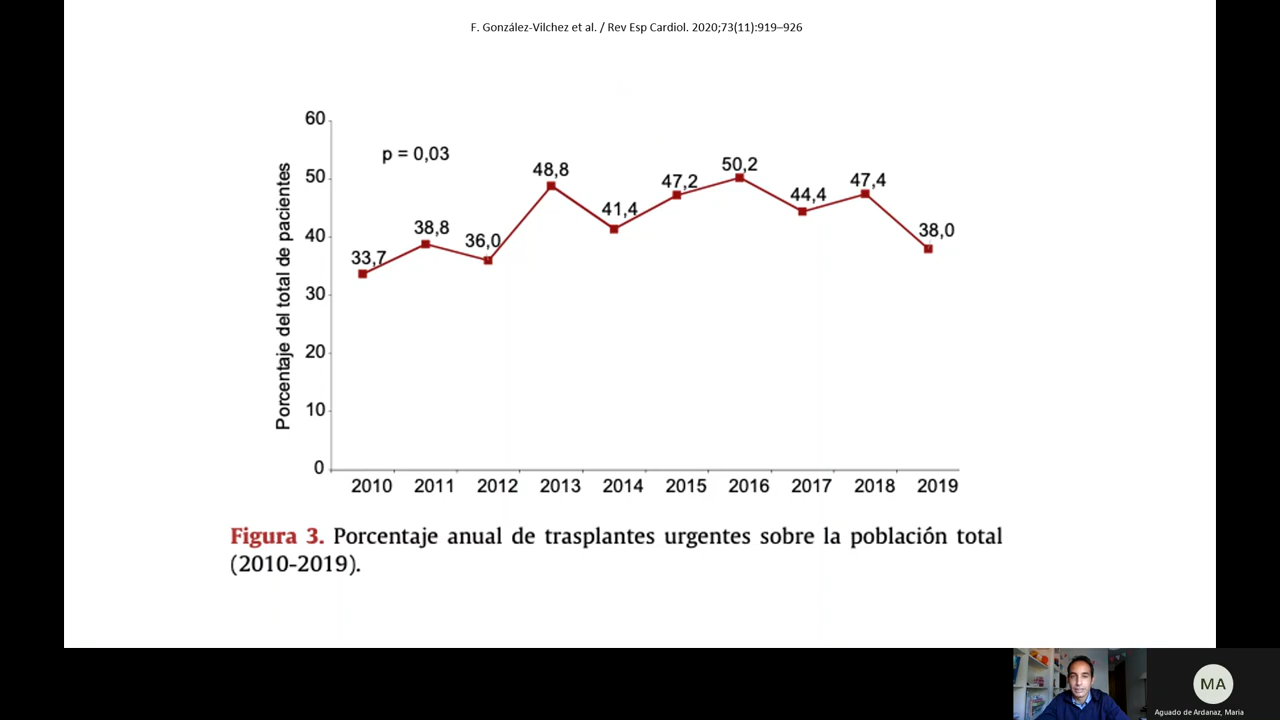 F. González-Vilchez et al. / Rev Esp Cardiol. 2020;73(11):919–926
60
p = 0,03
50
40
30
20
10
0
Porcentaje del total de pacientes
33,7
38,8
36,0
48,8
41,4
47,2
50,2
44,4
47,4
38,0
2010 2011 2012 2013 2014 2015 2016 2017 2018 2019
Figura 3. Porcentaje anual de trasplantes urgentes sobre la población total
(2010-2019).
MA
Aguado de Ardanaz, Maria